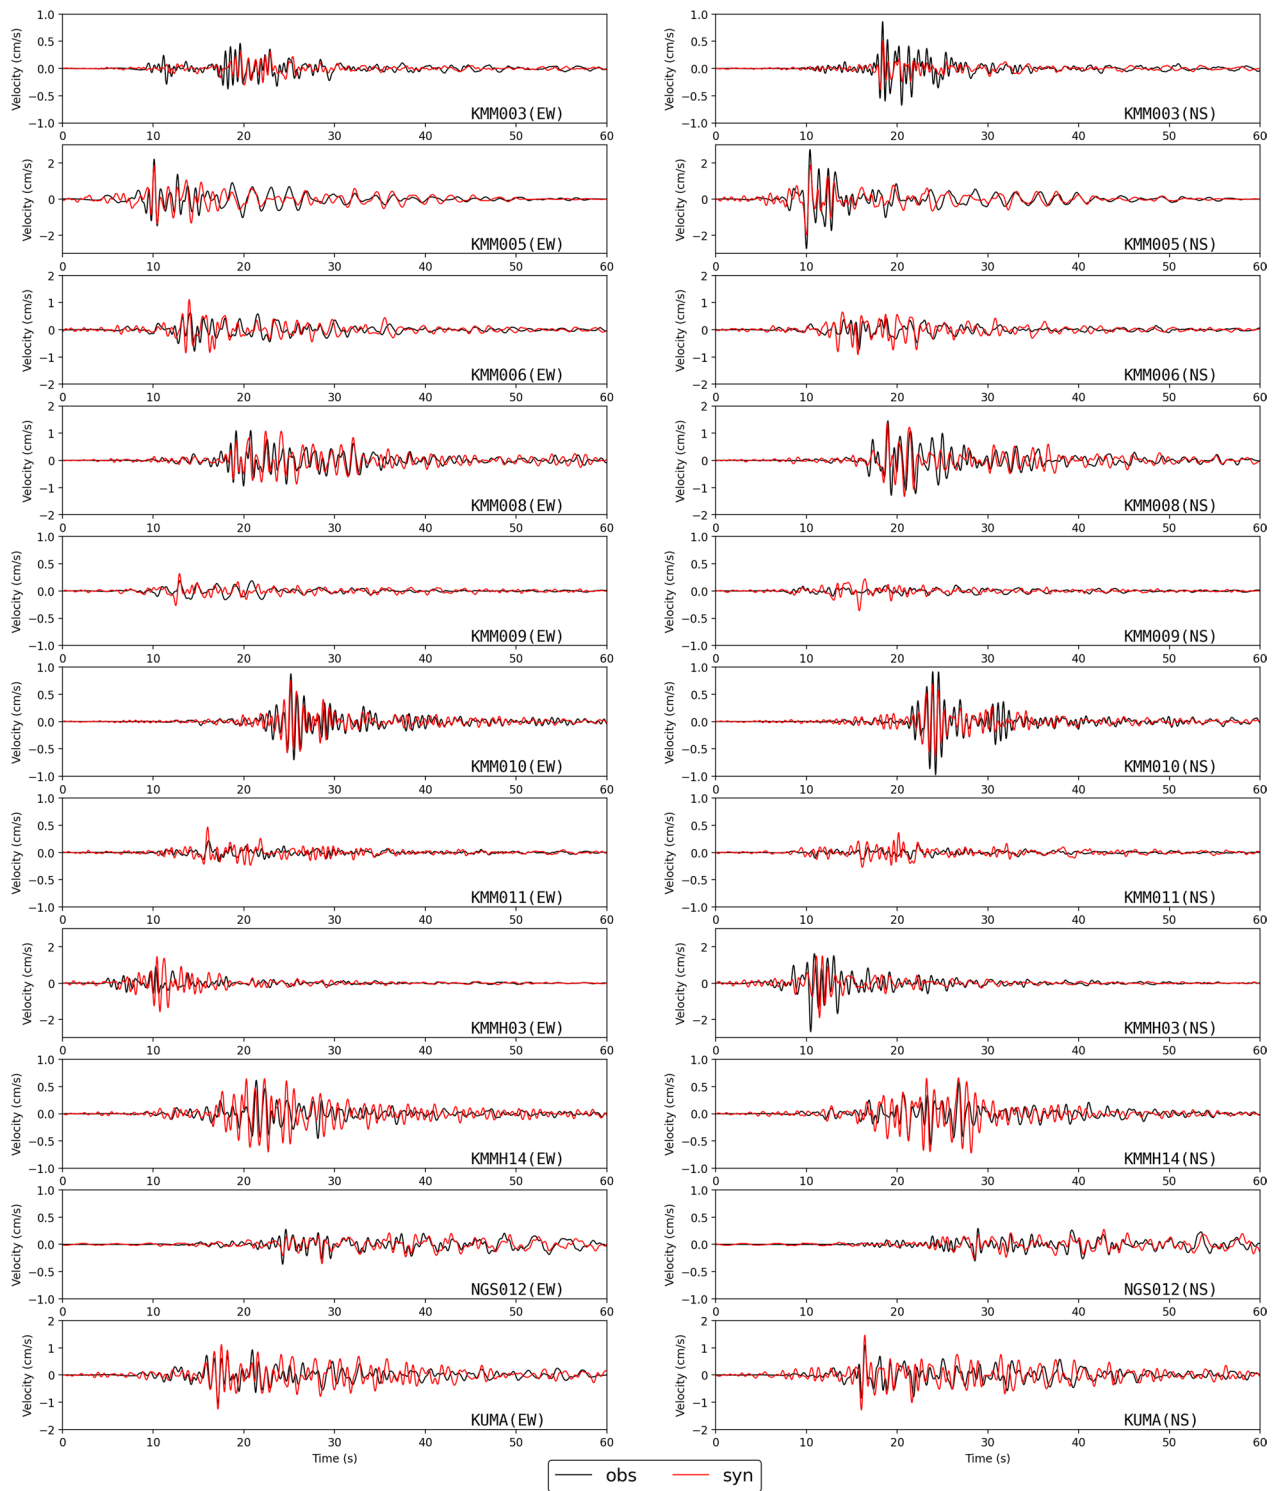 1.0 0.5 0.0 −0.5 −1.0 Velocity (cm/s) KMM003(EW) 0 10 20 30 40 50 60
1.0 0.5 0.0 −0.5 −1.0 Velocity (cm/s) KMM003(NS) 0 10 20 30 40 50 60
2 0 −2 Velocity (cm/s) KMM005(EW) 0 10 20 30 40 50 60
2 0 −2 Velocity (cm/s) KMM005(NS) 0 10 20 30 40 50 60
2 1 0 −1 −2 Velocity (cm/s) KMM006(EW) 0 10 20 30 40 50 60
2 1 0 −1 −2 Velocity (cm/s) KMM006(NS) 0 10 20 30 40 50 60
2 1 0 −1 −2 Velocity (cm/s) KMM008(EW) 0 10 20 30 40 50 60
2 1 0 −1 −2 Velocity (cm/s) KMM008(NS) 0 10 20 30 40 50 60
1.0 0.5 0.0 −0.5 −1.0 Velocity (cm/s) KMM009(EW) 0 10 20 30 40 50 60
1.0 0.5 0.0 −0.5 −1.0 Velocity (cm/s) KMM009(NS) 0 10 20 30 40 50 60
1.0 0.5 0.0 −0.5 −1.0 Velocity (cm/s) KMM010(EW) 0 10 20 30 40 50 60
1.0 0.5 0.0 −0.5 −1.0 Velocity (cm/s) KMM010(NS) 0 10 20 30 40 50 60
1.0 0.5 0.0 −0.5 −1.0 Velocity (cm/s) KMM011(EW) 0 10 20 30 40 50 60
1.0 0.5 0.0 −0.5 −1.0 Velocity (cm/s) KMM011(NS) 0 10 20 30 40 50 60
2 0 −2 Velocity (cm/s) KMMH03(EW) 0 10 20 30 40 50 60
2 0 −2 Velocity (cm/s) KMMH03(NS) 0 10 20 30 40 50 60
1.0 0.5 0.0 −0.5 −1.0 Velocity (cm/s) KMMH14(EW) 0 10 20 30 40 50 60
1.0 0.5 0.0 −0.5 −1.0 Velocity (cm/s) KMMH14(NS) 0 10 20 30 40 50 60
1.0 0.5 0.0 −0.5 −1.0 Velocity (cm/s) NGS012(EW) 0 10 20 30 40 50 60
1.0 0.5 0.0 −0.5 −1.0 Velocity (cm/s) NGS012(NS) 0 10 20 30 40 50 60
2 1 0 −1 −2 Velocity (cm/s) KUMA(EW) 0 10 20 30 40 50 60
2 1 0 −1 −2 Velocity (cm/s) KUMA(NS) 0 10 20 30 40 50 60
Time (s)
Time (s)
obs syn